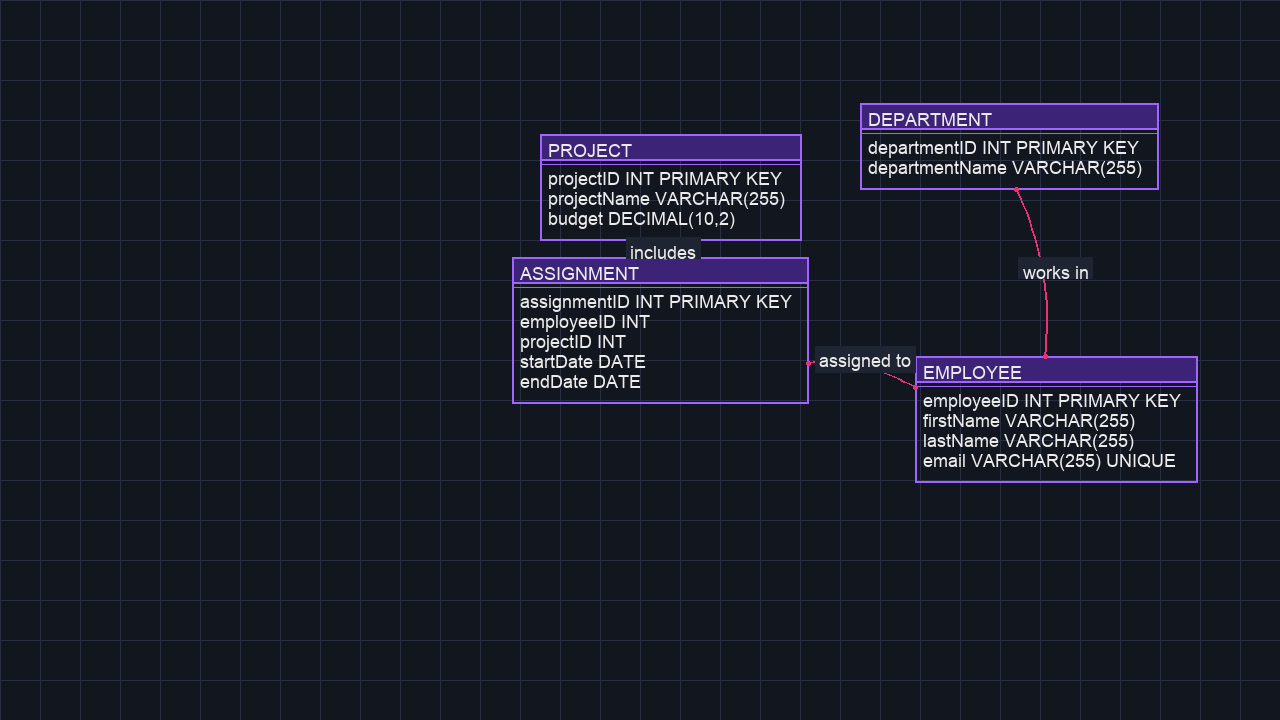 DEPARTMENT
departmentID INT PRIMARY KEY
departmentName VARCHAR(255)
PROJECT
projectID INT PRIMARY KEY
projectName VARCHAR(255)
budget DECIMAL(10,2)
includes
ASSIGNMENT
assignmentID INT PRIMARY KEY
employeeID INT
projectID INT
startDate DATE
endDate DATE
works in
assigned to
EMPLOYEE
employeeID INT PRIMARY KEY
firstName VARCHAR(255)
lastName VARCHAR(255)
email VARCHAR(255) UNIQUE